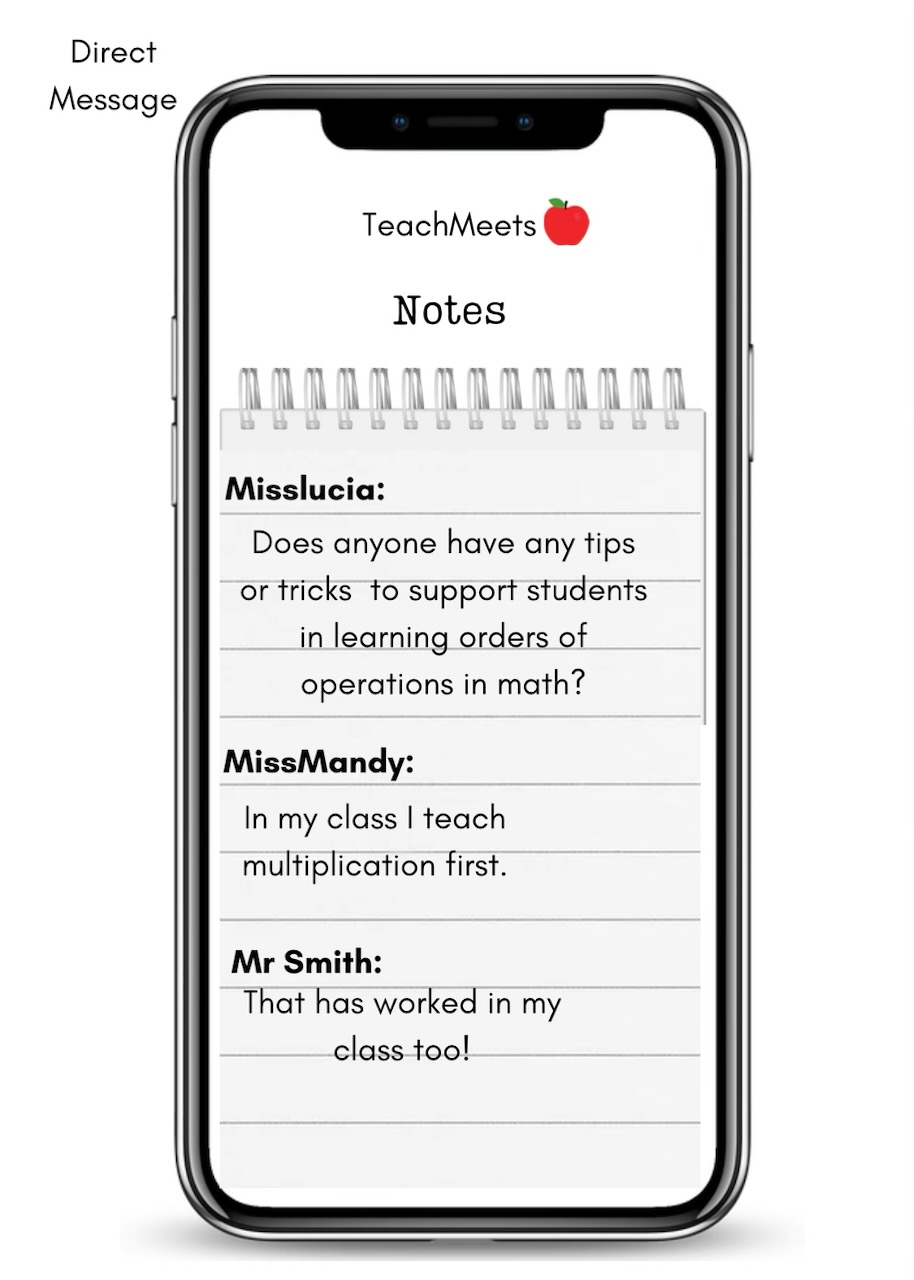 Direct
Message
TeachMeets
Notes
Misslucia:
Does anyone have any tips
or tricks  to support students
in learning orders of
operations in math?
MissMandy:
In my class I teach
multiplication first.
Mr Smith:
That has worked in my
class too!